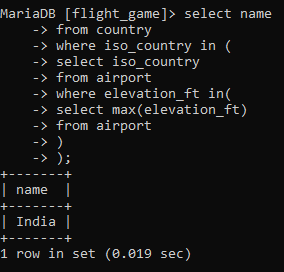 MariaDB [flight_game]> select name
    -> from country
    -> where iso_country in (
    -> select iso_country
    -> from airport
    -> where elevation_ft in(
    -> select max(elevation_ft)
    -> from airport
    -> )
    -> );
+-------+
| name  |
+-------+
| India |
+-------+
1 row in set (0.019 sec)